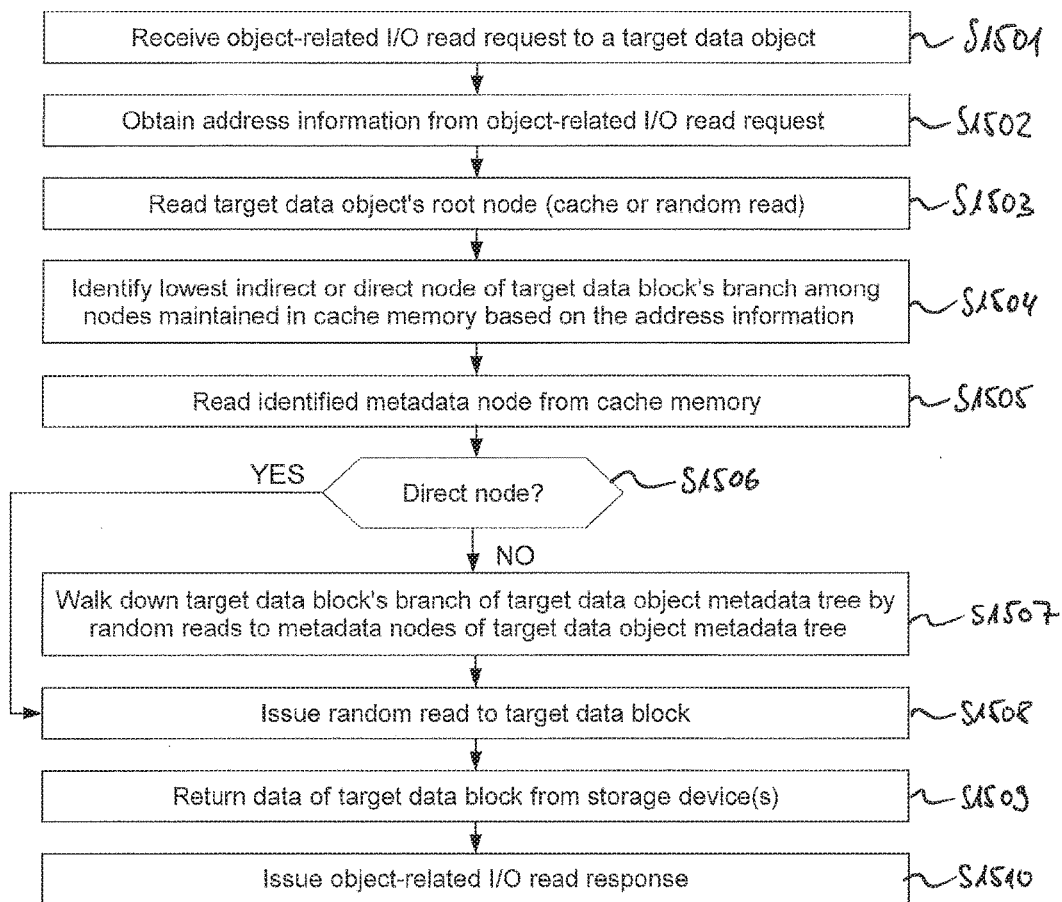 Receive object-related I/O read request to a target data object S1501
Obtain address information from object-related I/O read request S1502
Read target data object's root node (cache or random read) S1503
Identify lowest indirect or direct node of target data block's branch among
nodes maintained in cache memory based on the address information S1504
Read identified metadata node from cache memory S1505
YES
Direct node? S1506
NO
Walk down target data block's branch of target data object metadata tree by
random reads to metadata nodes of target data object metadata tree S1507
Issue random read to target data block S1508
Return data of target data block from storage device(s) S1509
Issue object-related I/O read response S1510